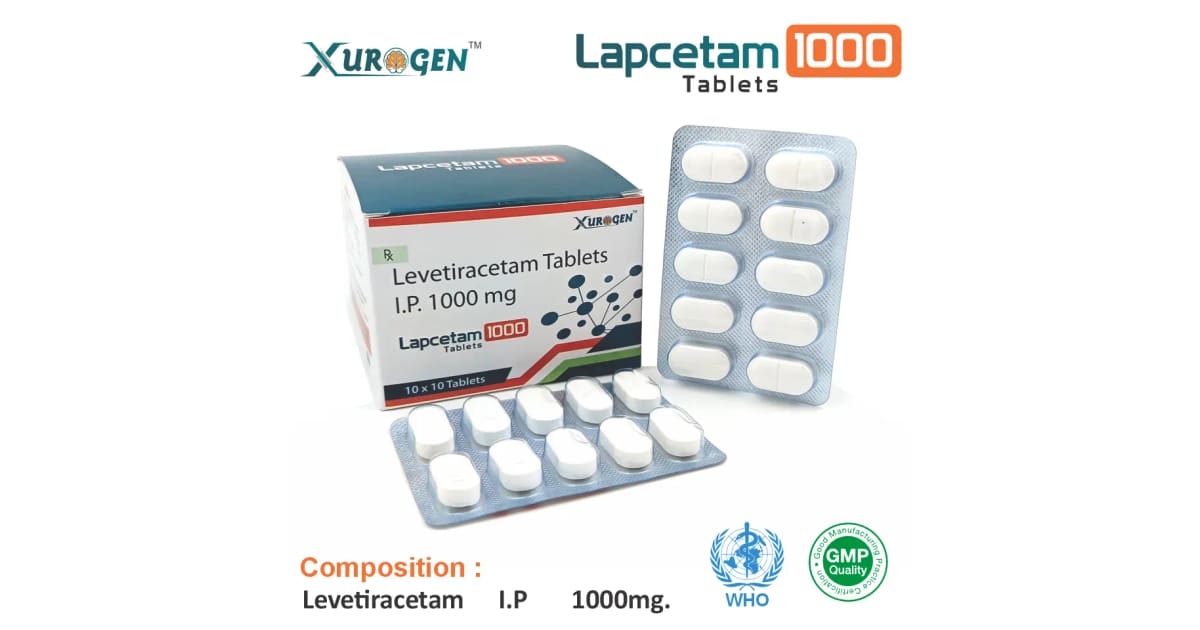 XUROGEN™
Lapcetam 1000
Tablets
Lapcetam 1000
Tablets
XUROGEN™
Rx
Levetiracetam Tablets
I.P. 1000 mg
Lapcetam 1000
Tablets
10 x 10 Tablets
Composition :
Levetiracetam I.P 1000mg.
WHO
Good Manufacturing Practice Certification
GMP
Quality